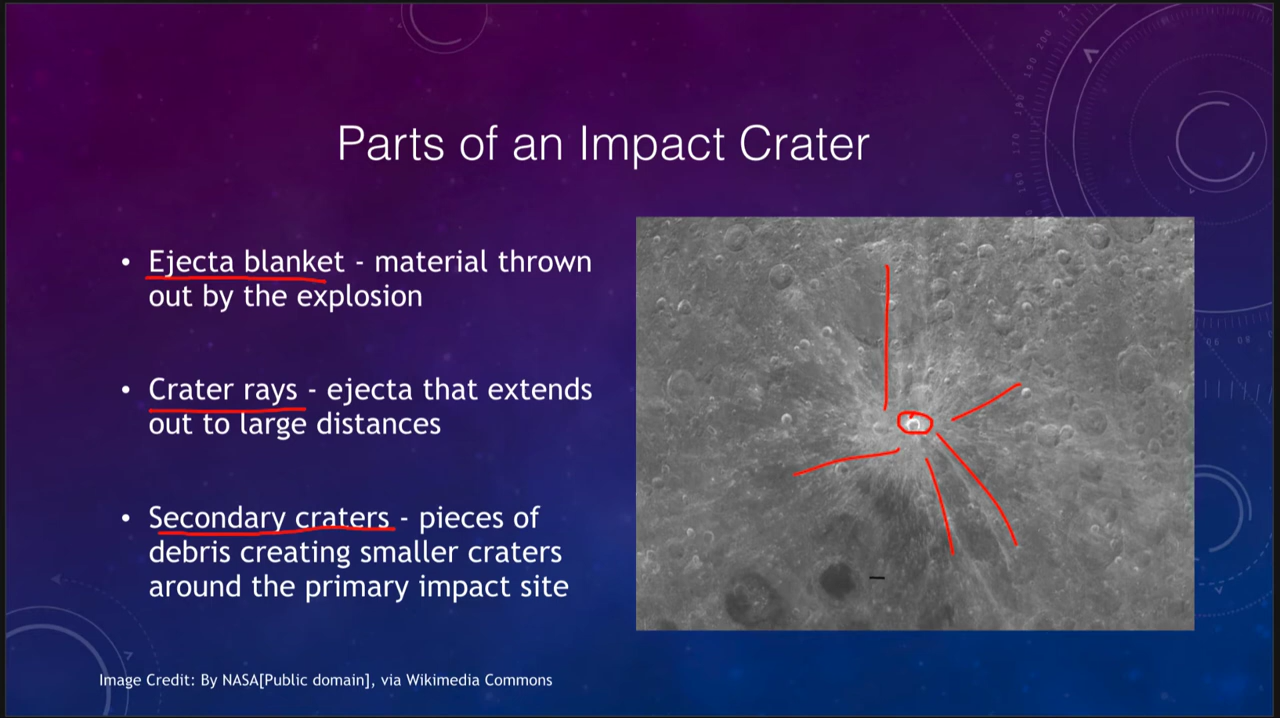 Parts of an Impact Crater
• Ejecta blanket - material thrown
out by the explosion
• Crater rays - ejecta that extends
out to large distances
• Secondary craters - pieces of
debris creating smaller craters
around the primary impact site
Image Credit: By NASA[Public domain], via Wikimedia Commons